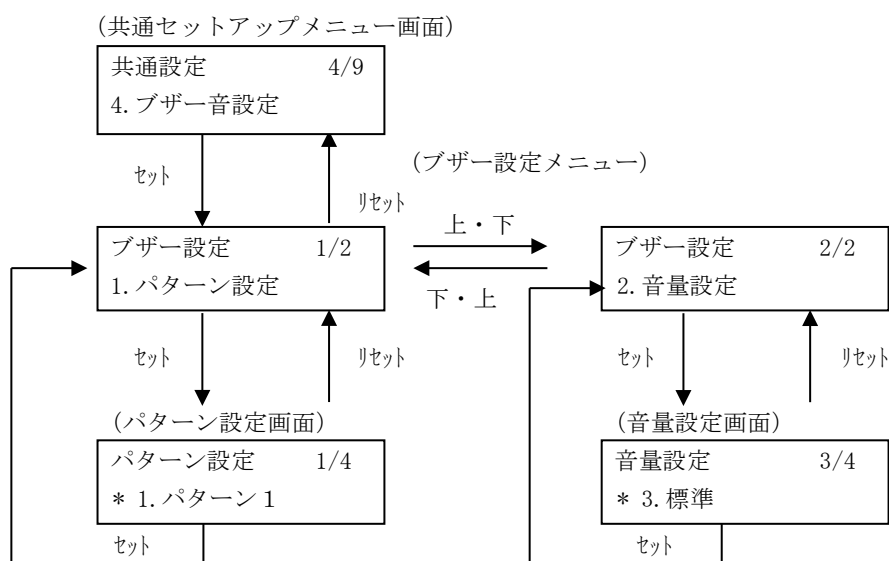 (共通セットアップメニュー画面)
共通設定 4/9
4.ブザー音設定
セット
リセット
(ブザー設定メニュー)
上・下
下・上
ブザー設定 1/2
1.パターン設定
ブザー設定 2/2
2.音量設定
セット
リセット
セット
リセット
(パターン設定画面)
パターン設定 1/4
* 1.パターン1
(音量設定画面)
音量設定 3/4
* 3.標準
セット
セット